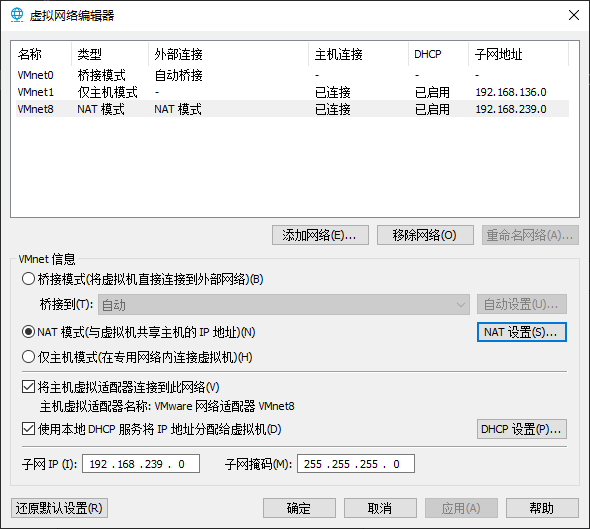 虚拟网络编辑器
名称 类型 外部连接 主机连接 DHCP 子网地址
VMnet0 桥接模式 自动桥接 - - -
VMnet1 仅主机模式 - 已连接 已启用 192.168.136.0
VMnet8 NAT 模式 NAT 模式 已连接 已启用 192.168.239.0
添加网络(E)... 移除网络(O) 重命名网络(A)...
VMnet 信息
桥接模式(将虚拟机直接连接到外部网络)(B)
桥接到(T): 自动 自动设置(U)...
NAT 模式(与虚拟机共享主机的 IP 地址)(N) NAT 设置(S)...
仅主机模式(在专用网络内连接虚拟机)(H)
将主机虚拟适配器连接到此网络(V)
主机虚拟适配器名称: VMware 网络适配器 VMnet8
使用本地 DHCP 服务将 IP 地址分配给虚拟机(D) DHCP 设置(P)...
子网 IP (I): 192 .168 .239 . 0 子网掩码(M): 255 .255 .255 . 0
还原默认设置(R) 确定 取消 应用(A) 帮助